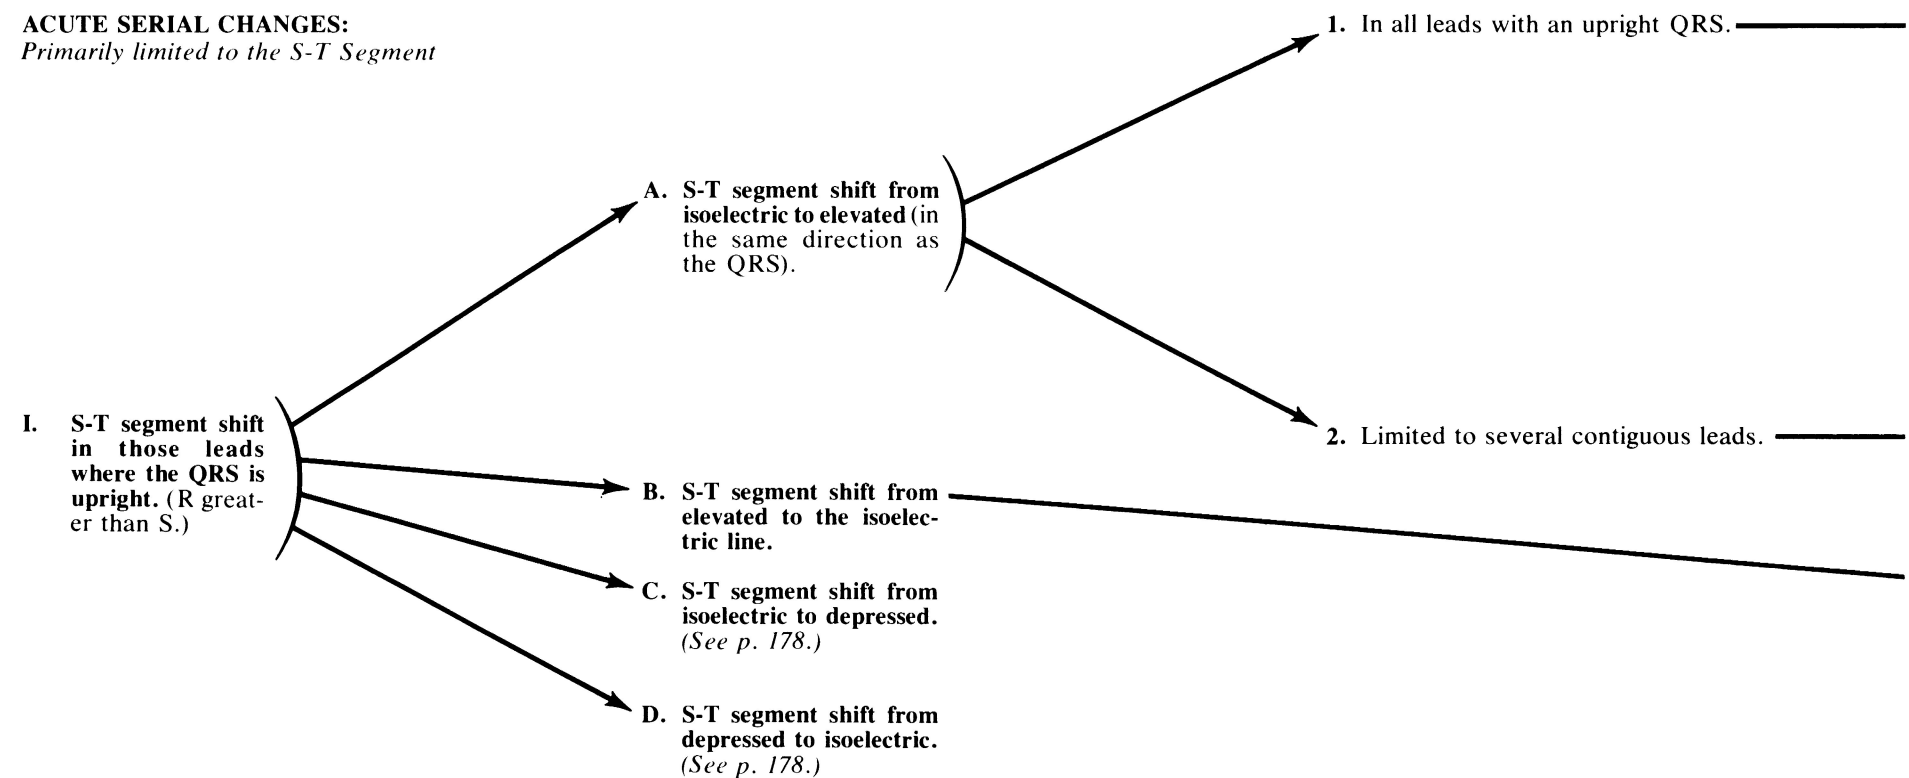 ACUTE SERIAL CHANGES:
Primarily limited to the S-T Segment
1. In all leads with an upright QRS.
A. S-T segment shift from
isoelectric to elevated (in
the same direction as
the QRS).
I. S-T segment shift
in those leads
where the QRS is
upright. (R great-
er than S.)
2. Limited to several contiguous leads.
B. S-T segment shift from
elevated to the isoelec-
tric line.
C. S-T segment shift from
isoelectric to depressed.
(See p. 178.)
D. S-T segment shift from
depressed to isoelectric.
(See p. 178.)